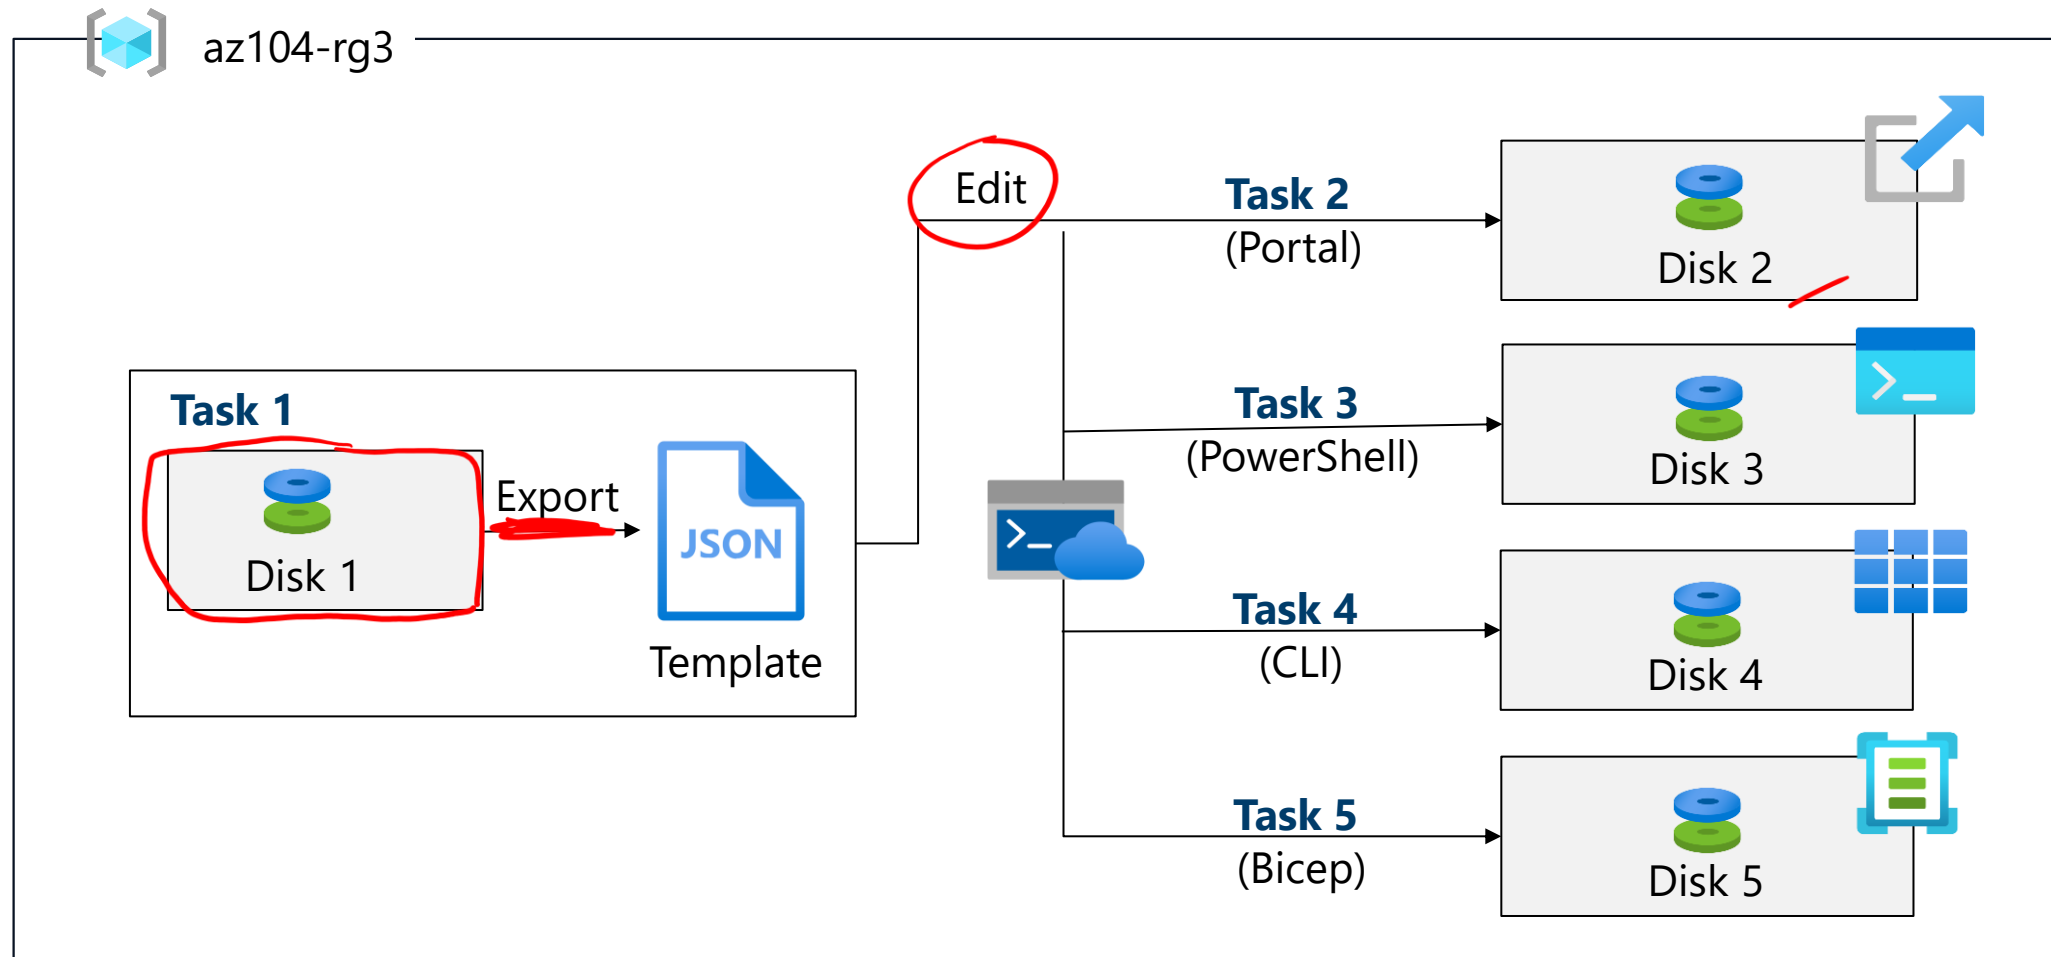 az104-rg3
Edit
Task 2
(Portal)
Disk 2
Task 1
Disk 1
Export
JSON
Template
Task 3
(PowerShell)
Disk 3
>_
>_
Task 4
(CLI)
Disk 4
Task 5
(Bicep)
Disk 5